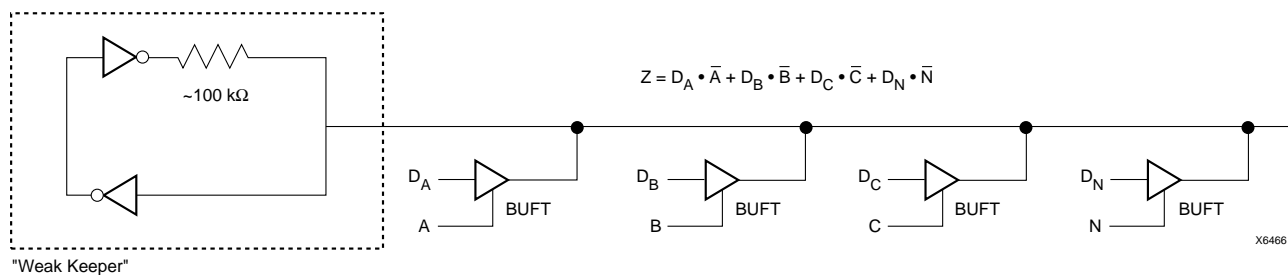 ~100 kΩ
"Weak Keeper"
Z = D_A • A̅ + D_B • B̅ + D_C • C̅ + D_N • N̅
D_A
BUFT
A
D_B
BUFT
B
D_C
BUFT
C
D_N
BUFT
N
X6466